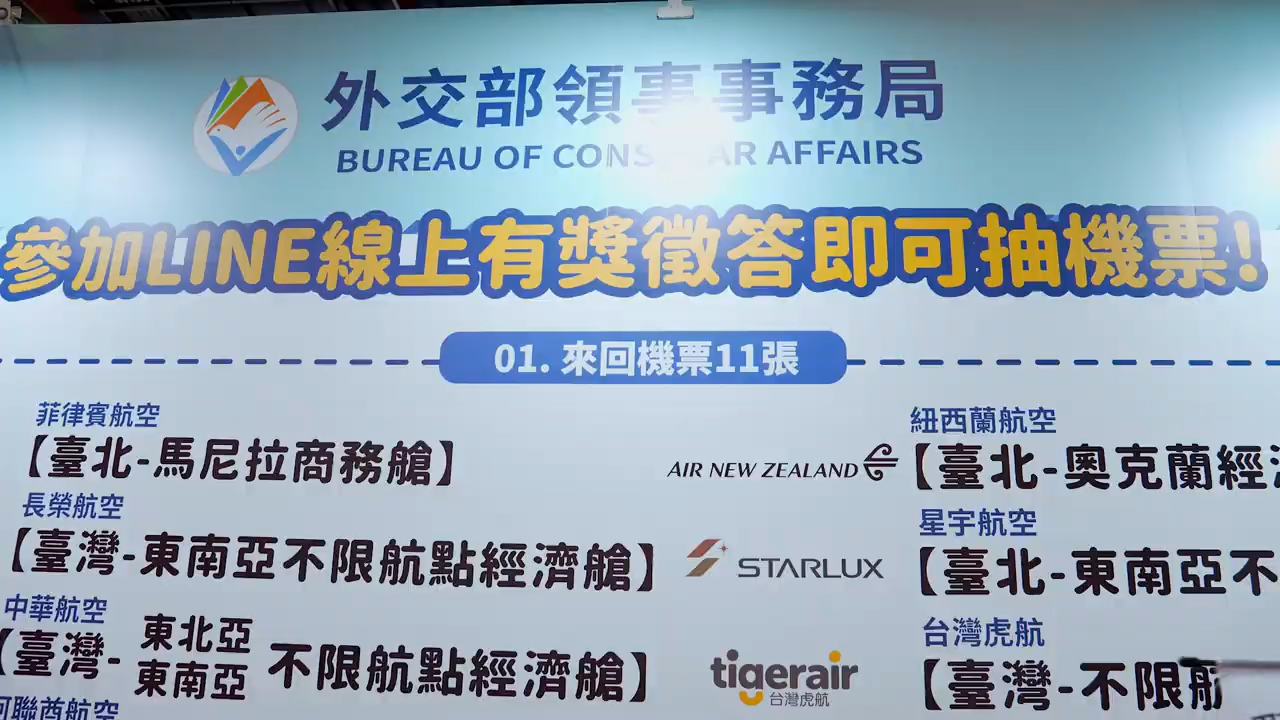 外交部領事事務局
BUREAU OF CONS AR AFFAIRS
參加LINE線上有獎徵答即可抽機票!
01. 來回機票11張
菲律賓航空
【臺北-馬尼拉商務艙】
長榮航空
【臺灣-東南亞不限航點經濟艙】
中華航空
【臺灣-東北亞
東南亞 不限航點經濟艙】
阿聯酋航空
AIR NEW ZEALAND
紐西蘭航空
【臺北-奧克蘭經
STARLUX
星宇航空
【臺北-東南亞不
tigerair
台灣虎航
台灣虎航
【臺灣-不限航